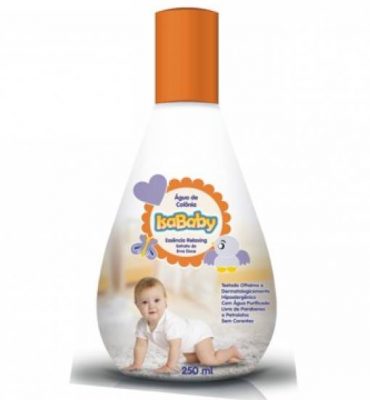 Água de
Colônia
IsaBaby
Essência Relaxing
Extrato de
Erva Doce
Testado Oftálmo e
Dermatologicamente
Hipoalergênico
Com Água Purificada
Livre de Parabenos
e Petrolatos
Sem Corantes
250 ml